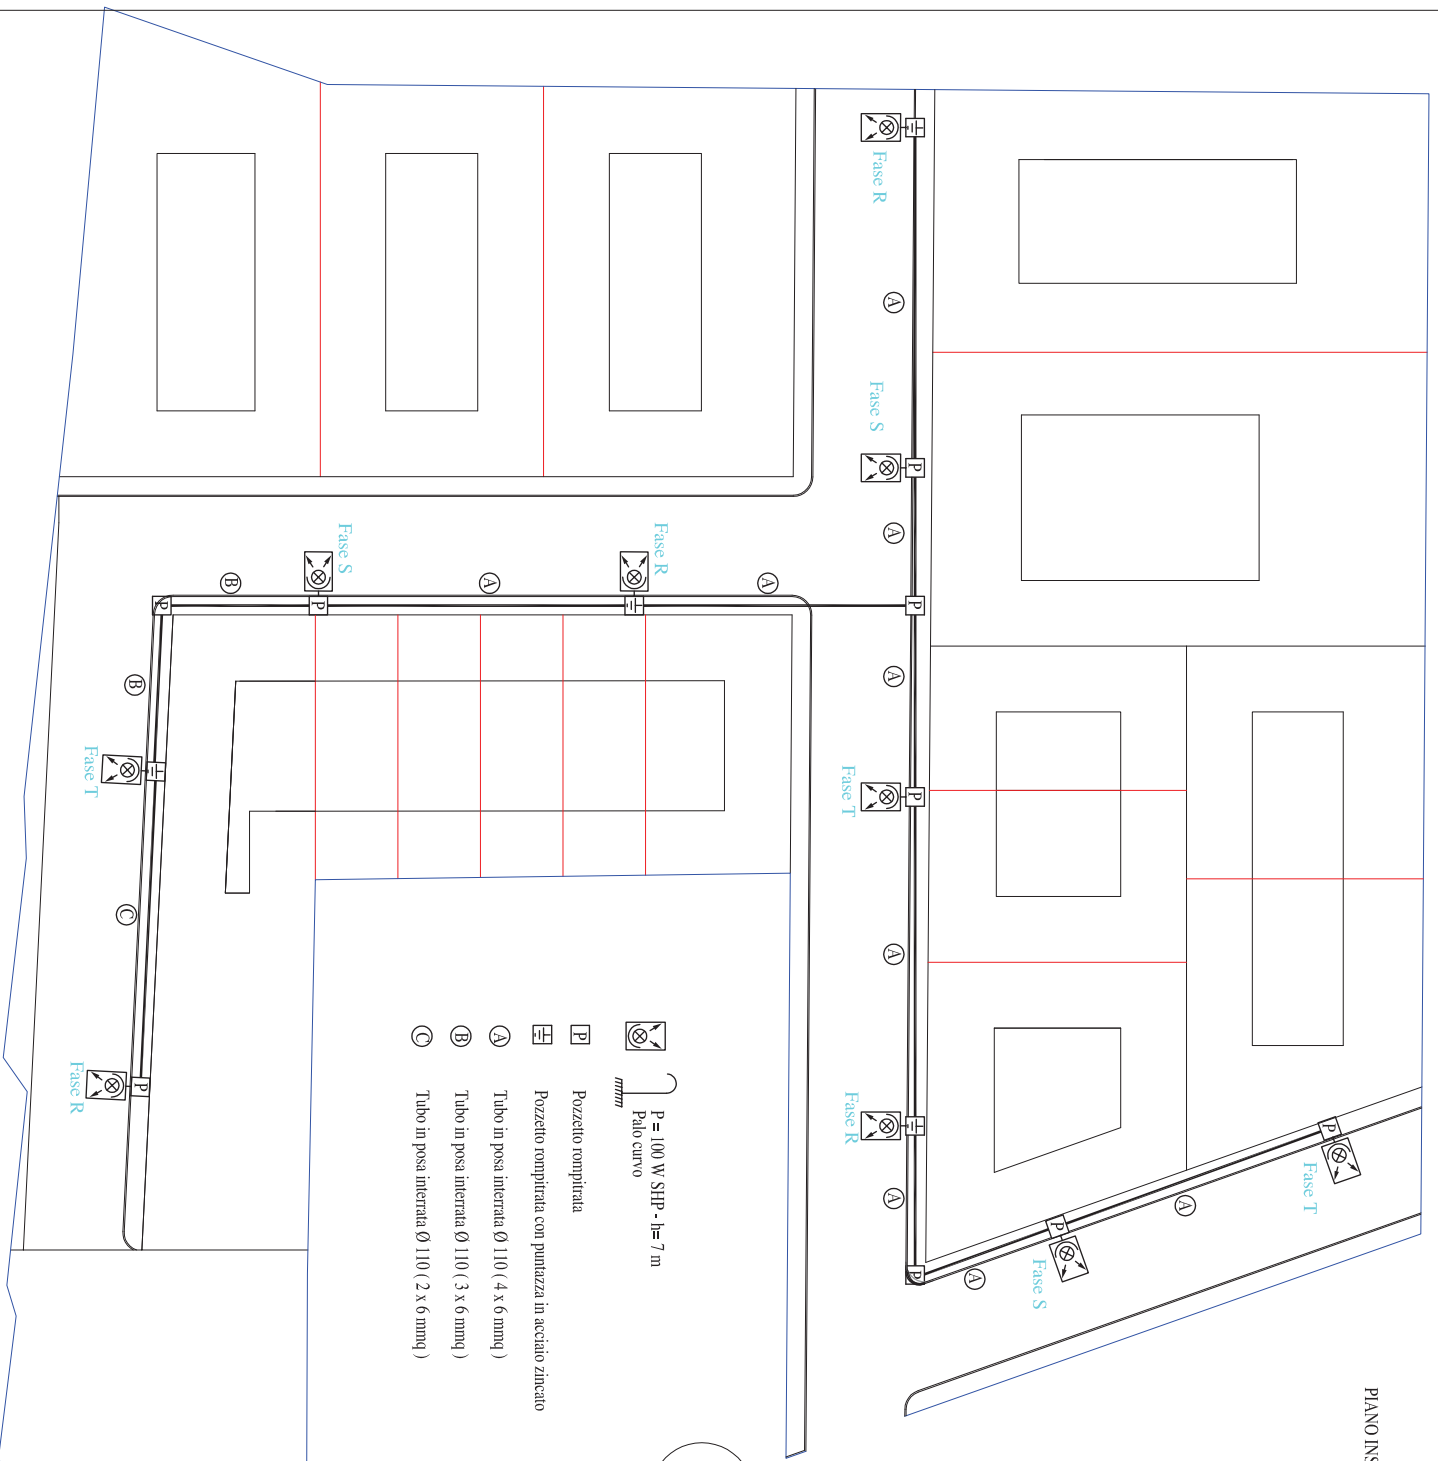 PIANO INS
P
Fase T
A
P
Fase S
A
P
P
P
P
A
A
A
A
A
Fase R
Fase S
Fase T
Fase R
A
Fase R
P = 100 W SHP - h= 7 m
Palo curvo
P Pozzetto rompitrata
Pozzetto rompitrata con puntazza in acciaio zincato
A Tubo in posa interrata Ø 110 ( 4 x 6 mmq )
B Tubo in posa interrata Ø 110 ( 3 x 6 mmq )
C Tubo in posa interrata Ø 110 ( 2 x 6 mmq )
A
Fase S
P
B
P
B
C
P
Fase T
Fase R